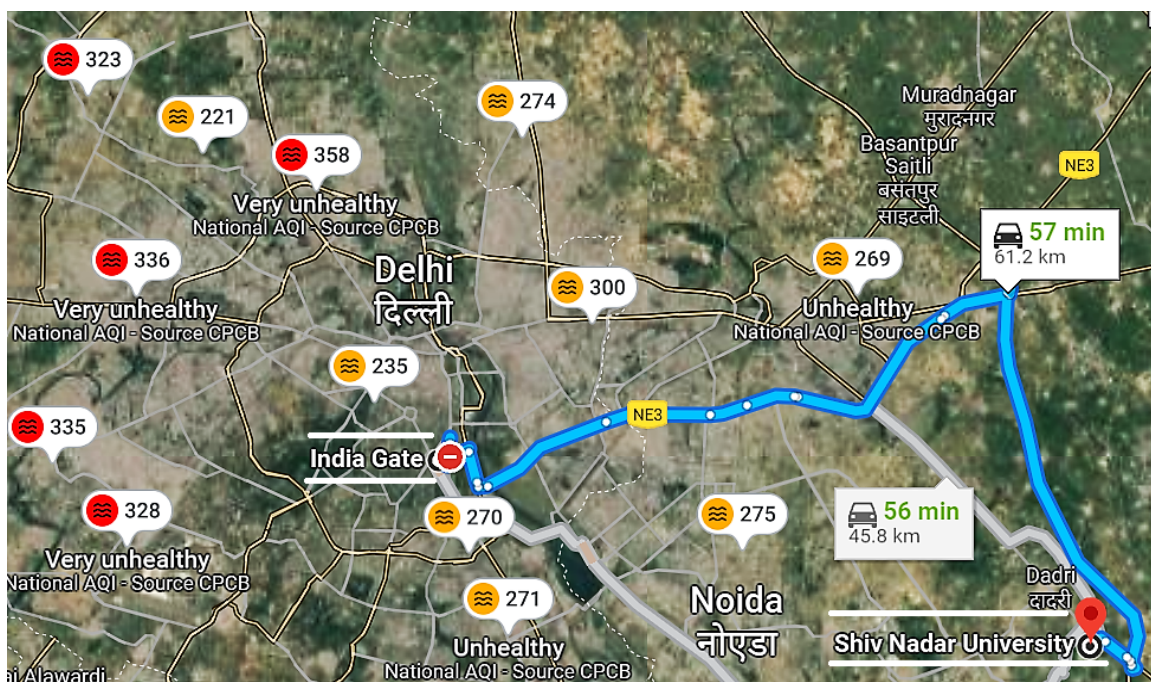 323
221
274
358
Very unhealthy
National AQI - Source CPCB
Muradnagar
मुरादनगर
Basantpur
Saitli
बसंतपुर
साइटली
NE3
57 min
61.2 km
336
Very unhealthy
National AQI - Source CPCB
Delhi
दिल्ली
300
269
Unhealthy
National AQI - Source CPCB
235
NE3
335
India Gate
328
Very unhealthy
National AQI - Source CPCB
270
275
56 min
45.8 km
271
Unhealthy
National AQI - Source CPCB
Noida
नोएडा
Dadri
दादरी
Shiv Nadar University
Alawardi